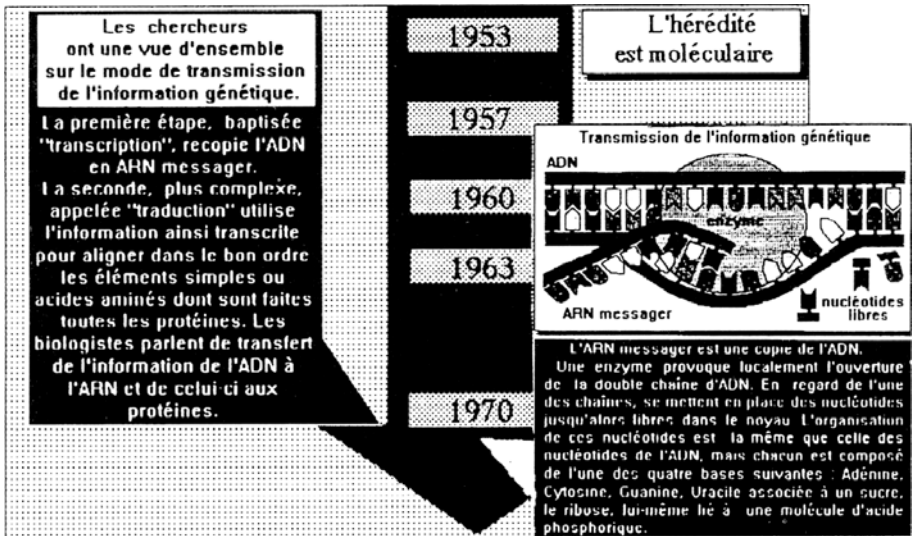 Les chercheurs
ont une vue d'ensemble
sur le mode de transmission
de l'information génétique.
La première étape, baptisée
"transcription", recopie l'ADN
en ARN messager.
La seconde, plus complexe,
appelée "traduction" utilise
l'information ainsi transcrite
pour aligner dans le bon ordre
les éléments simples ou
acides aminés dont sont faites
toutes les protéines. Les
biologistes parlent de transfert
de l'information de l'ADN à
l'ARN et de celui-ci aux
protéines.
1953
1957
1960
1963
1970
L'hérédité
est moléculaire
Transmission de l'information génétique
ADN
enzyme
ARN messager
nucléotides
libres
L'ARN messager est une copie de l'ADN.
Une enzyme provoque localement l'ouverture
de la double chaîne d'ADN. En regard de l'une
des chaînes, se mettent en place des nucléotides
jusqu'alors libres dans le noyau. L'organisation
de ces nucléotides est la même que celle des
nucléotides de l'ADN, mais chacun est composé
de l'une des quatre bases suivantes : Adénine,
Cytosine, Guanine, Uracile associée à un sucre,
le ribose, lui-même lié à une molécule d'acide
phosphorique.